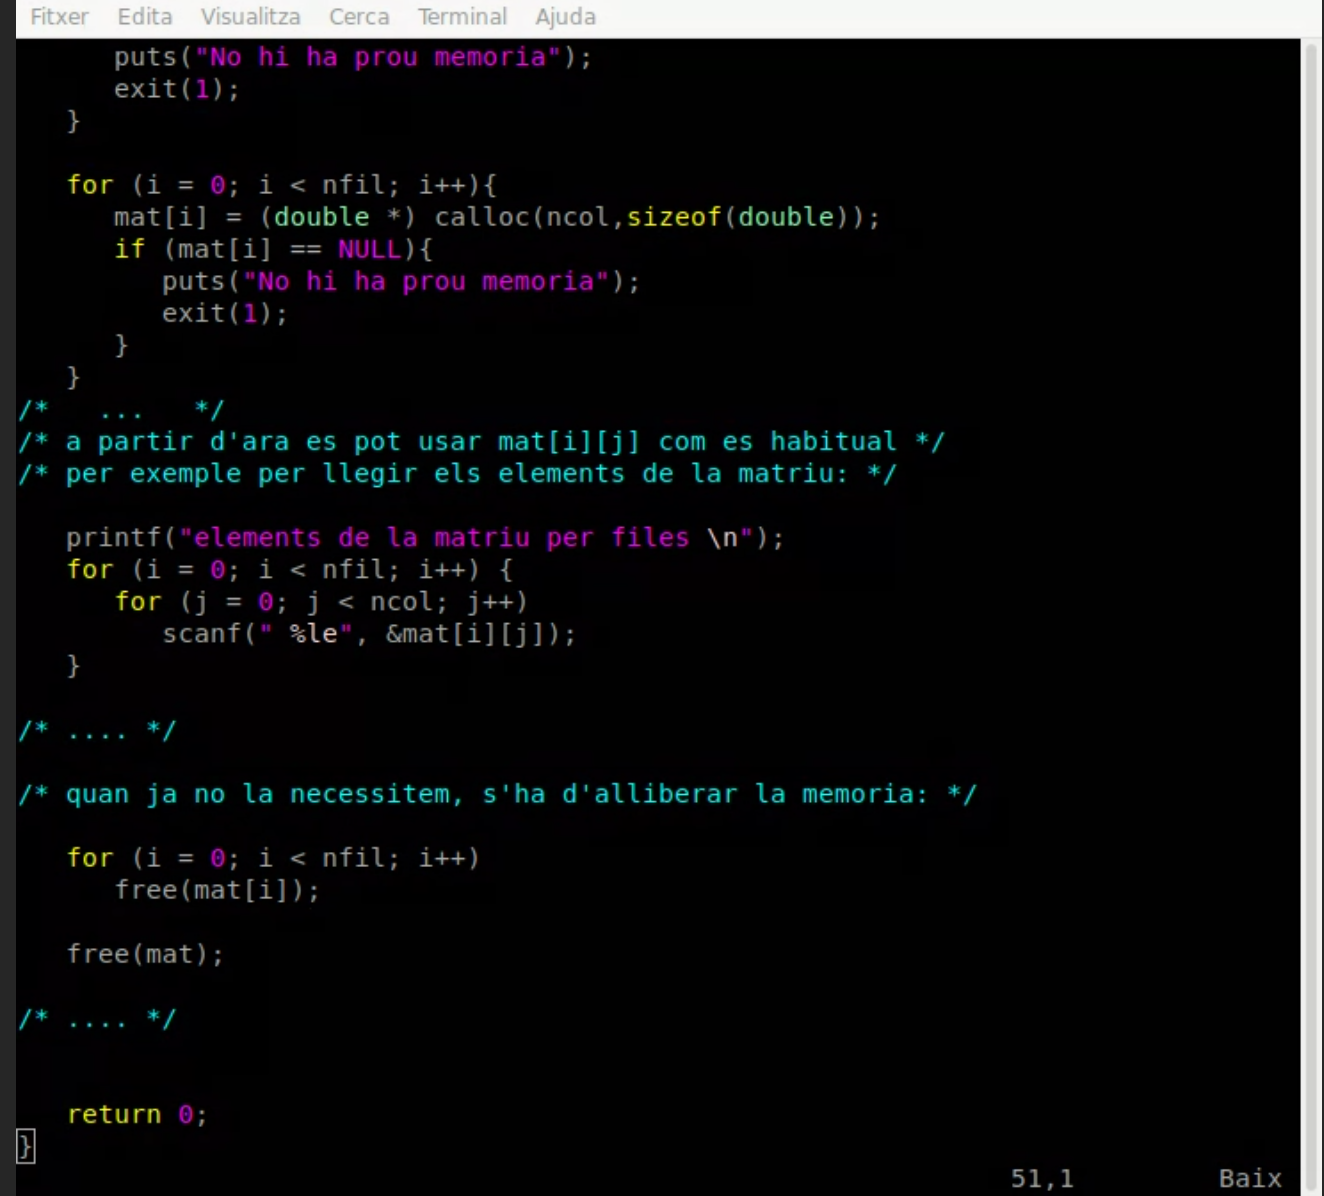 Fitxer Edita Visualitza Cerca Terminal Ajuda
      puts("No hi ha prou memoria");
      exit(1);
   }

   for (i = 0; i < nfil; i++){
      mat[i] = (double *) calloc(ncol,sizeof(double));
      if (mat[i] == NULL){
         puts("No hi ha prou memoria");
         exit(1);
      }
   }
/*   ...   */
/* a partir d'ara es pot usar mat[i][j] com es habitual */
/* per exemple per llegir els elements de la matriu: */

   printf("elements de la matriu per files \n");
   for (i = 0; i < nfil; i++) {
      for (j = 0; j < ncol; j++)
         scanf(" %le", &mat[i][j]);
   }

/* .... */

/* quan ja no la necessitem, s'ha d'alliberar la memoria: */

   for (i = 0; i < nfil; i++)
      free(mat[i]);

   free(mat);

/* .... */


   return 0;
}
51,1 Baix